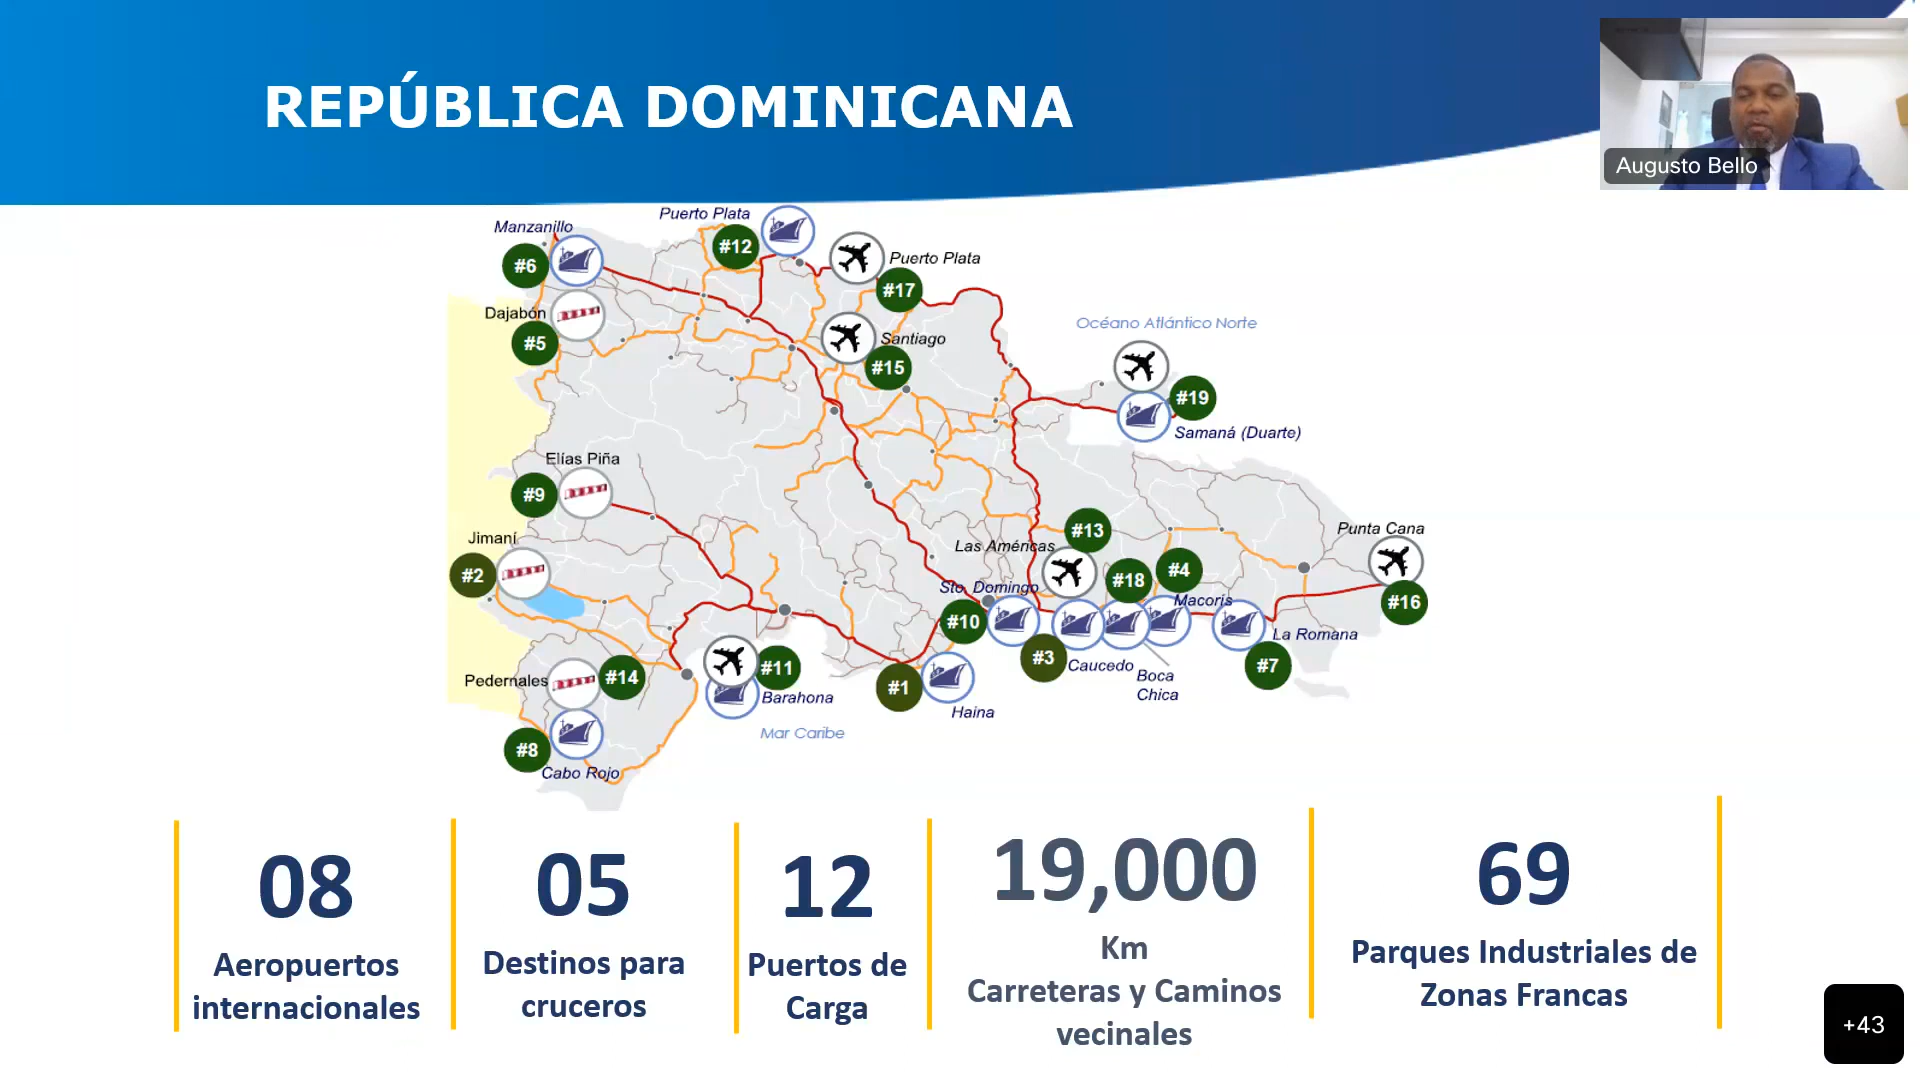 REPÚBLICA DOMINICANA
Augusto Bello
Puerto Plata
Manzanillo
#12
#6
Puerto Plata
#17
Dajabón
#5
Océano Atlántico Norte
Santiago
#15
#19
Samaná (Duarte)
Elías Piña
#9
Punta Cana
#13
Las Américas
Jimaní
#2
#18
#4
Sto. Domingo
Macoris
#16
#10
La Romana
#3
Caucedo
#7
Boca
Chica
Pedernales
#14
#11
Barahona
#1
Haina
Mar Caribe
#8
Cabo Rojo
08
Aeropuertos
internacionales
05
Destinos para
cruceros
12
Puertos de
Carga
19,000
Km
Carreteras y Caminos
vecinales
69
Parques Industriales de
Zonas Francas
+43